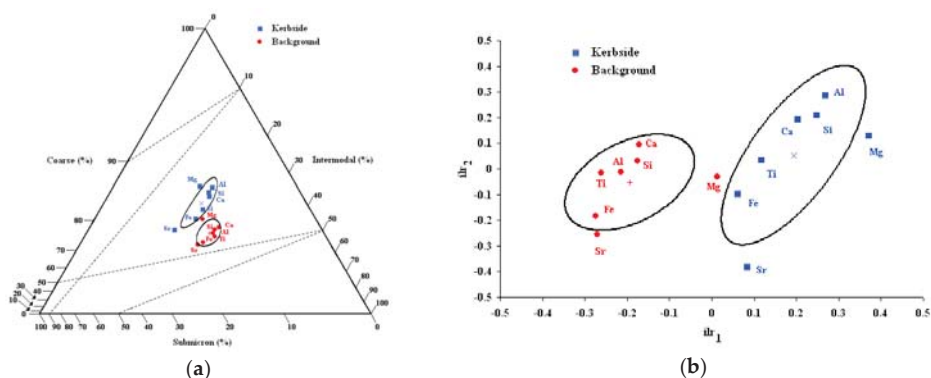 Kerbside
Background
0
100
10
20
Coarse (%)
90
30
Intermodal (%)
40
50
60
70
80
90
100
80
70
60
50
30
20
10
Mg
Al
Si
Ca
Ti
Fe
Sr
Mg
Si
Ca
Al
Fe
Ti
Sr
100 90 80 70 60 50 40 30 20 10 0
Submicron (%)
(a)
0.5
0.4
0.3
0.2
0.1
0
-0.1
-0.2
-0.3
-0.4
-0.5
ilr2
Kerbside
Background
Al
Ca
Si
Mg
Ti
Fe
Sr
Ca
Al
Si
Ti
Mg
Fe
Sr
-0.5 -0.4 -0.3 -0.2 -0.1 0 0.1 0.2 0.3 0.4 0.5
ilr1
(b)